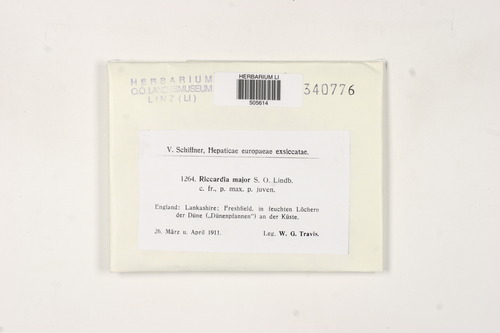 HERBARIUM
O.Ö. LANDESMUSEUM
LINZ (LI)
HERBARIUM LI
505614
340776
V. Schiffner, Hepaticae europaeae exsiccatae.
1264. Riccardia major S. O. Lindb.
c. fr., p. max. p. juven.
England: Lankashire: Freshfield, in feuchten Löchern
der Düne („Dünenpfannen“) an der Küste.
26. März u. April 1911. Leg. W. G. Travis.